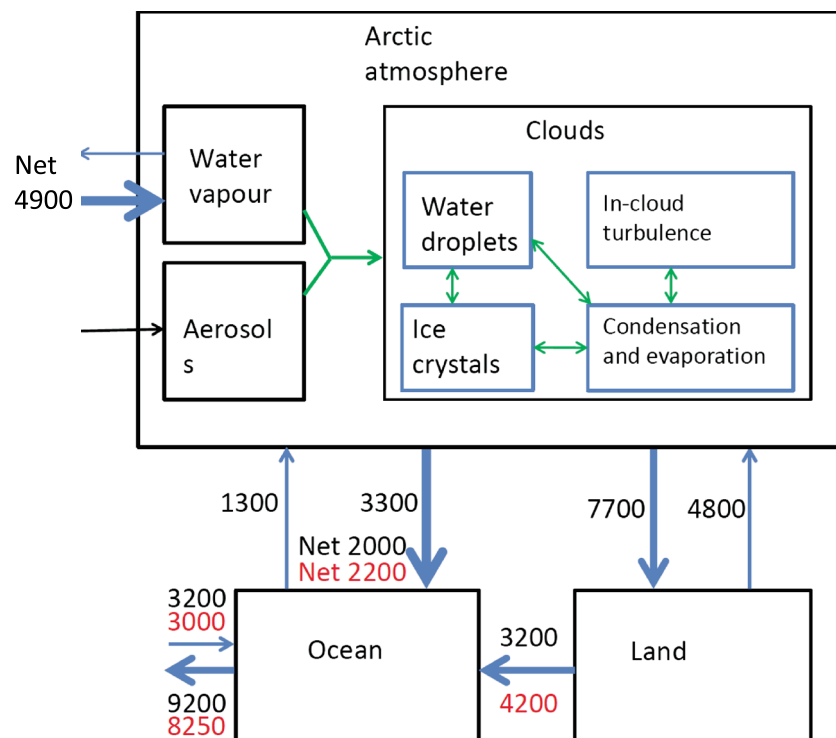 Arctic
atmosphere
Clouds
Net
4900
Water
vapour
Water
droplets
In-cloud
turbulence
Aerosol
s
Ice
crystals
Condensation
and evaporation
1300
3300
7700
4800
Net 2000
Net 2200
3200
3000
Ocean
3200
Land
9200
8250
4200